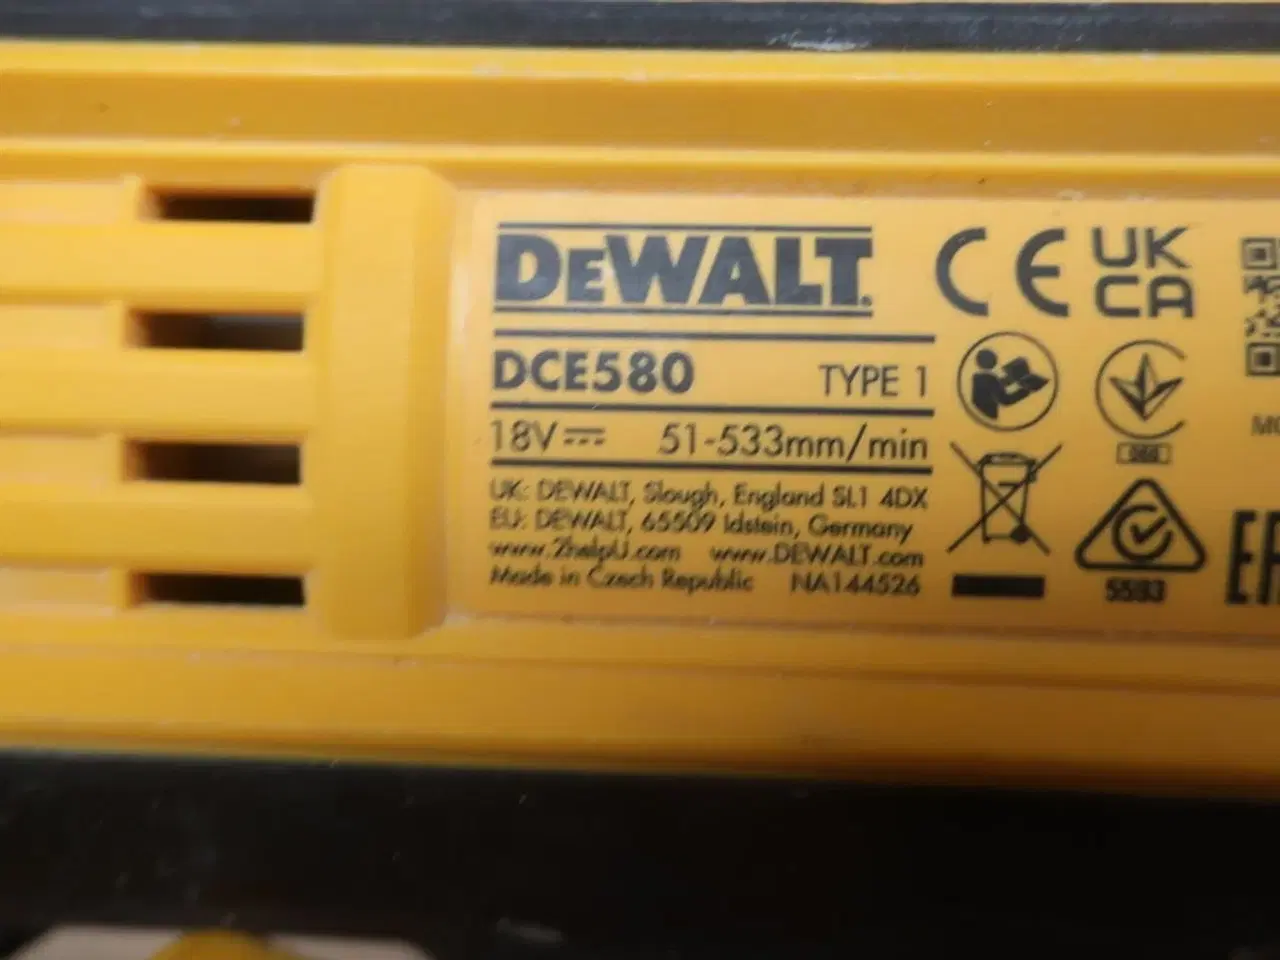 DEWALT.
CE UK CA
DCE580 TYPE 1
18V 51-533mm/min
UK: DEWALT, Slough, England SL1 4DX
EU: DEWALT, 65509 Idstein, Germany
www.2helpU.com www.DEWALT.com
Made in Czech Republic NA144526
5593